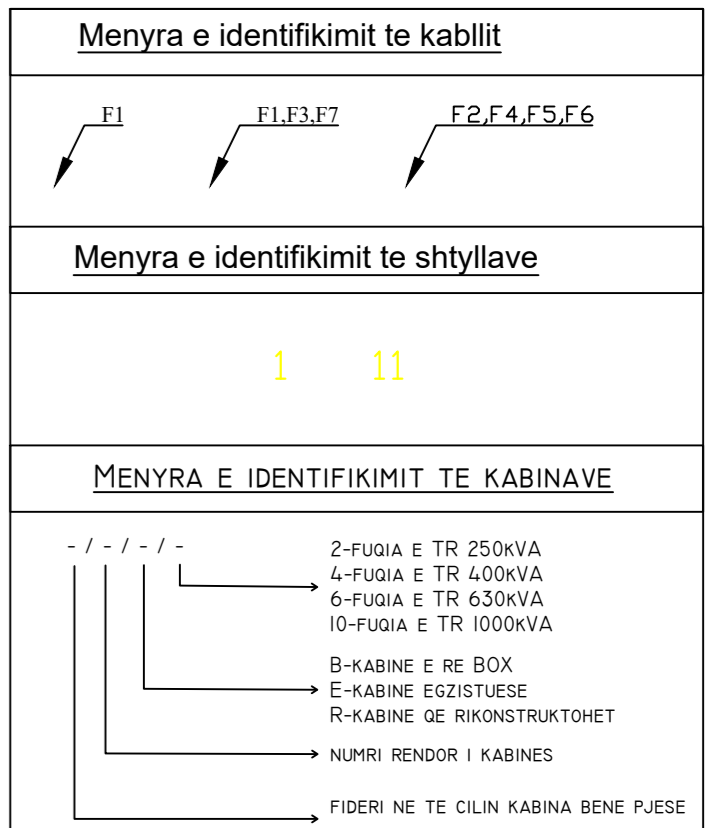 Menyra e identifikimit te kabllit
F1 F1,F3,F7 F2,F4,F5,F6
Menyra e identifikimit te shtyllave
1 11
MENYRA E IDENTIFIKIMIT TE KABINAVE
- / - / - / -
2-FUQIA E TR 250KVA
4-FUQIA E TR 400KVA
6-FUQIA E TR 630KVA
10-FUQIA E TR 1000KVA
B-KABINE E RE BOX
E-KABINE EGZISTUESE
R-KABINE QE RIKONSTRUKTOHET
NUMRI RENDOR I KABINES
FIDERI NE TE CILIN KABINA BENE PJESE